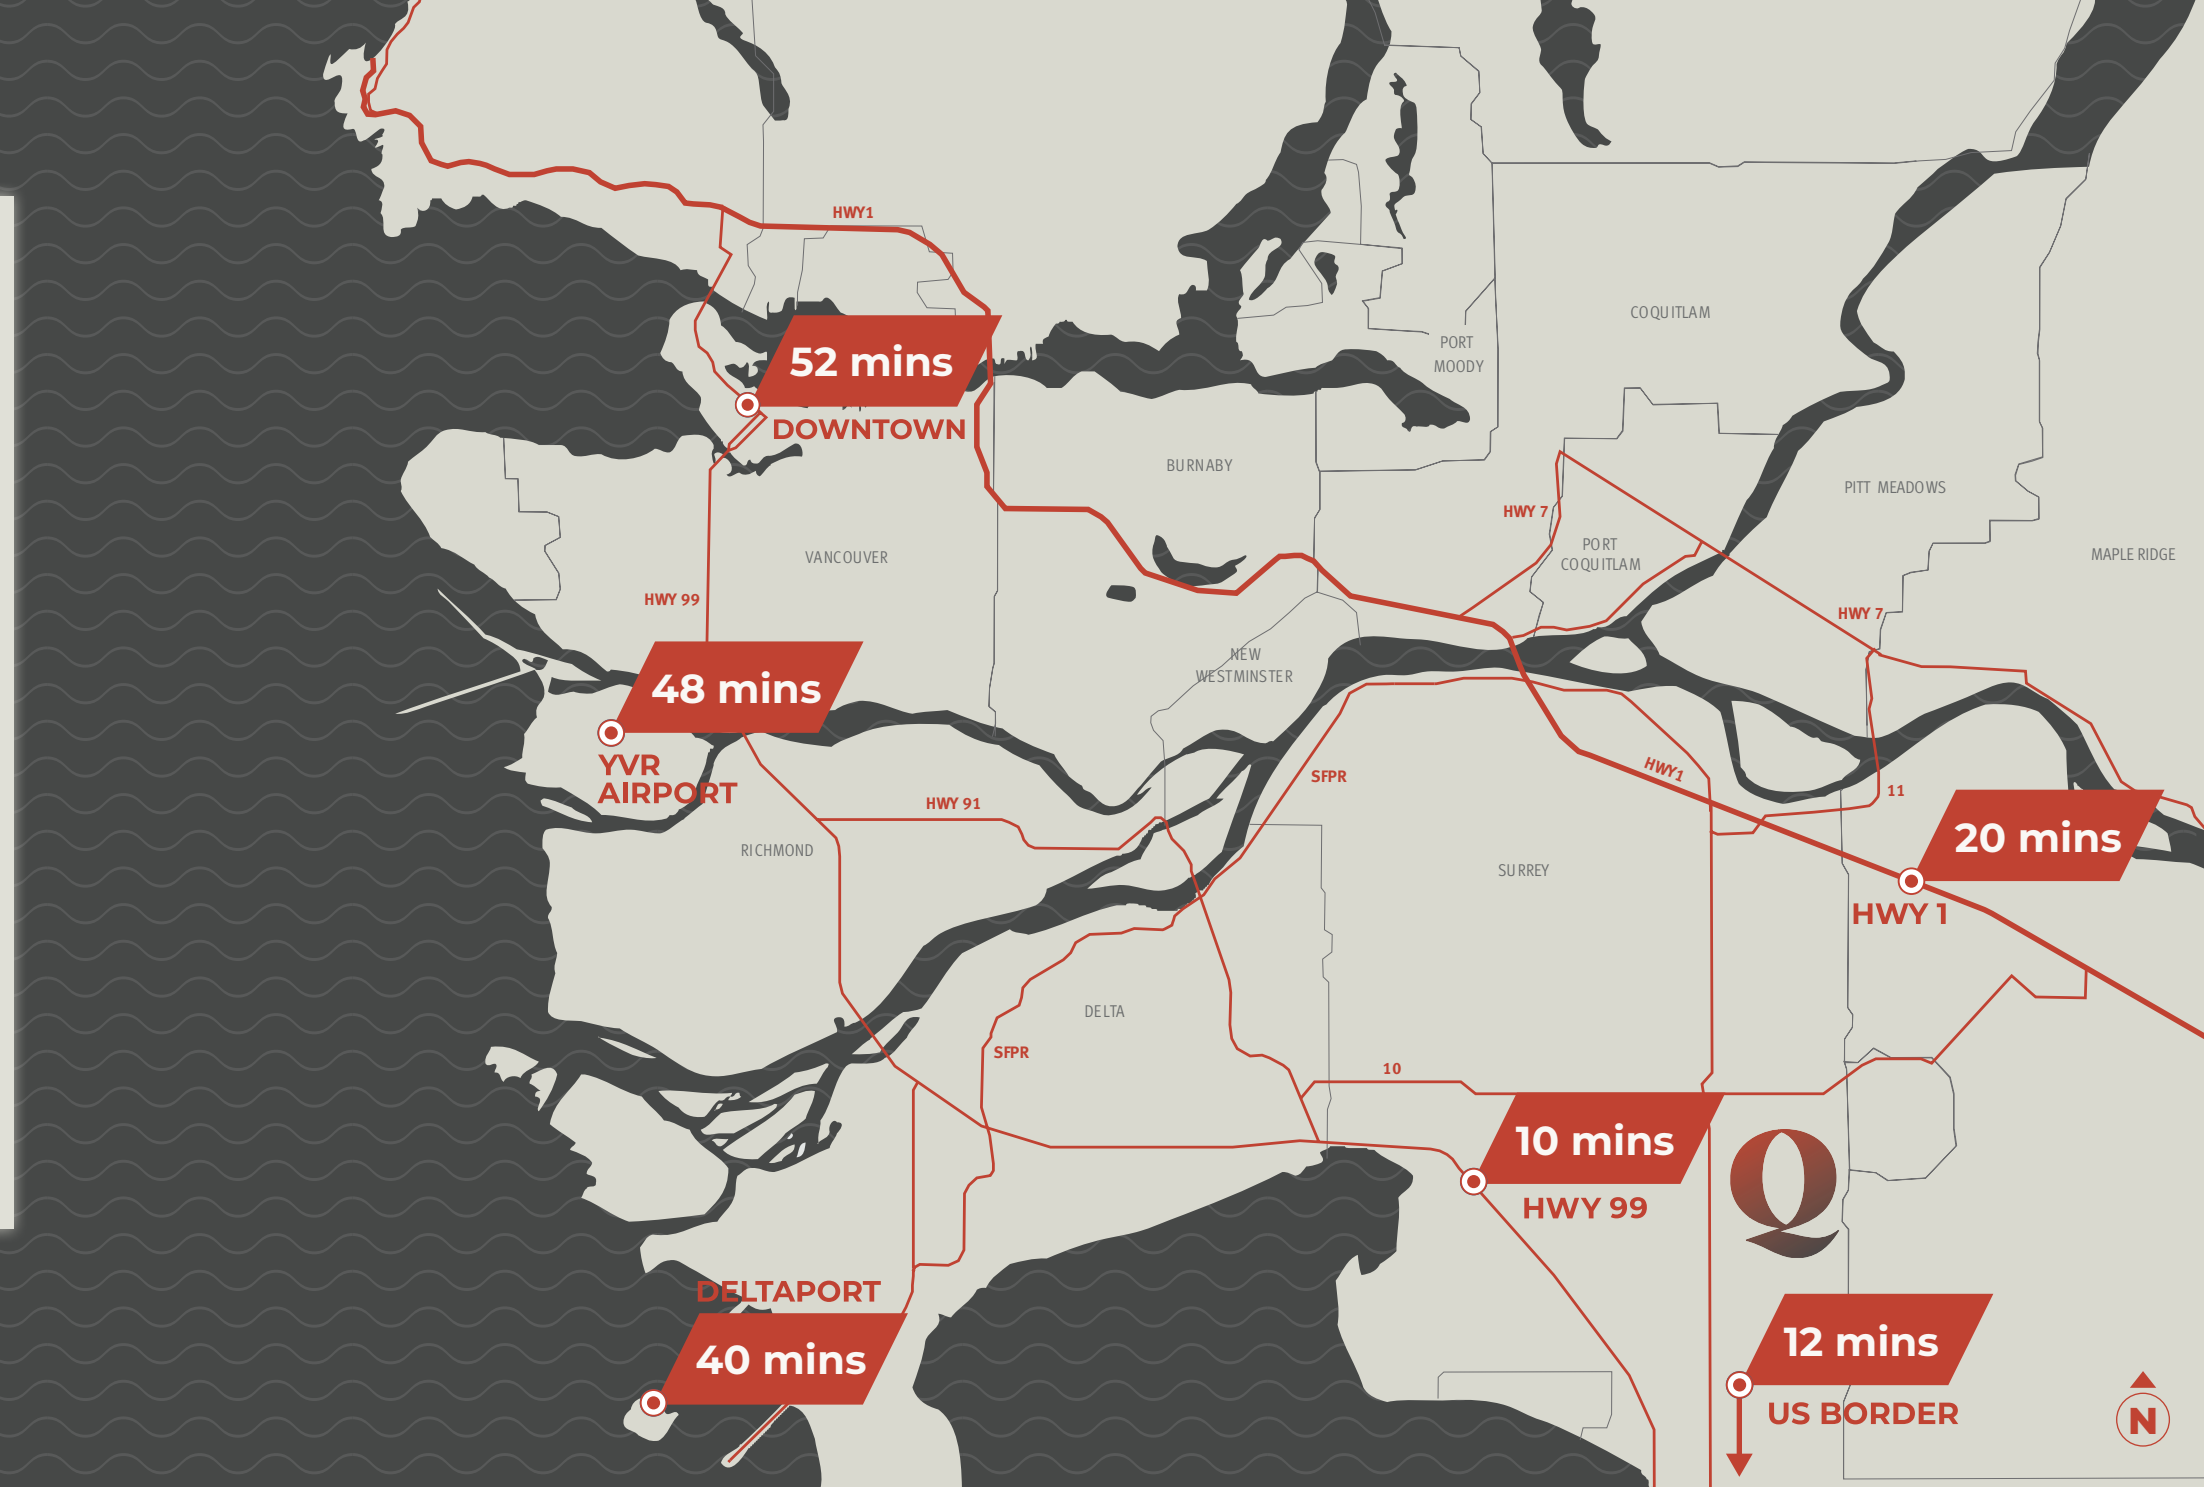 HWY1
COQUITLAM
PORT
MOODY
52 mins
DOWNTOWN
BURNABY
PITT MEADOWS
HWY 7
VANCOUVER
PORT
COQUITLAM
MAPLE RIDGE
HWY 99
HWY 7
NEW
WESTMINSTER
48 mins
YVR
AIRPORT
SFPR
HWY1
11
HWY 91
20 mins
RICHMOND
SURREY
HWY 1
DELTA
SFPR
10
10 mins
HWY 99
Q
DELTAPORT
40 mins
12 mins
US BORDER
N